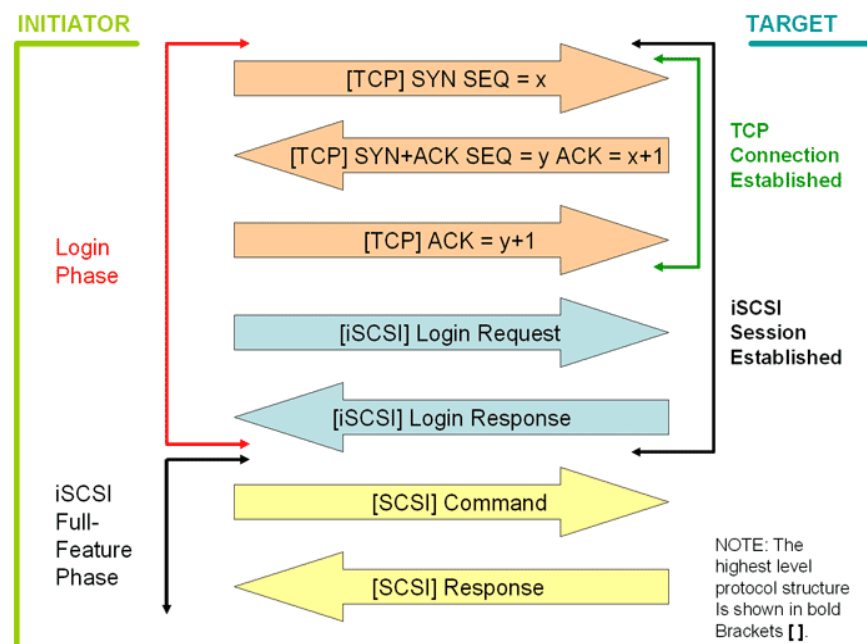 INITIATOR
TARGET
[TCP] SYN SEQ = x
[TCP] SYN+ACK SEQ = y ACK = x+1
TCP
Connection
Established
[TCP] ACK = y+1
Login
Phase
[iSCSI] Login Request
iSCSI
Session
Established
[iSCSI] Login Response
iSCSI
Full-
Feature
Phase
[SCSI] Command
[SCSI] Response
NOTE: The
highest level
protocol structure
Is shown in bold
Brackets [ ].